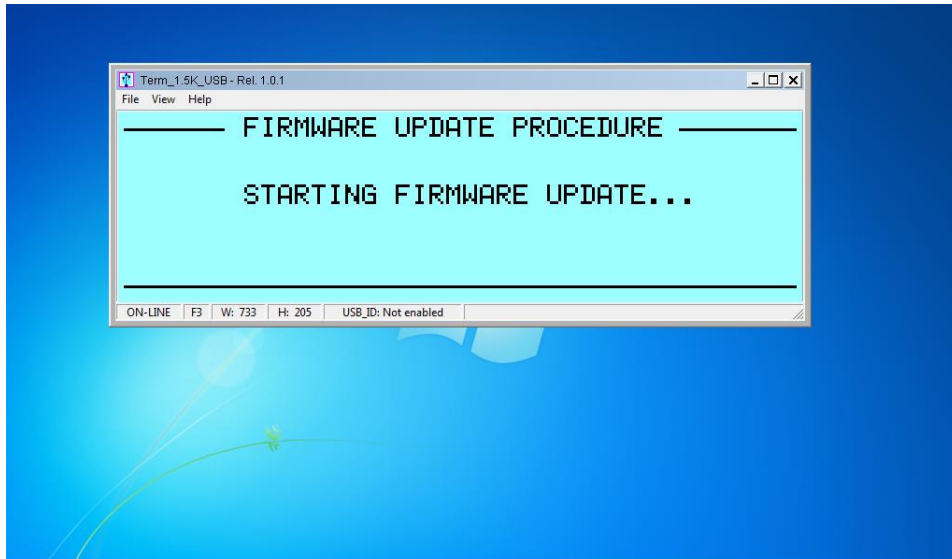 Term_1.5K_USB - Rel. 1.0.1
File View Help
FIRMWARE UPDATE PROCEDURE
STARTING FIRMWARE UPDATE...
ON-LINE F3 W: 733 H: 205 USB_ID: Not enabled